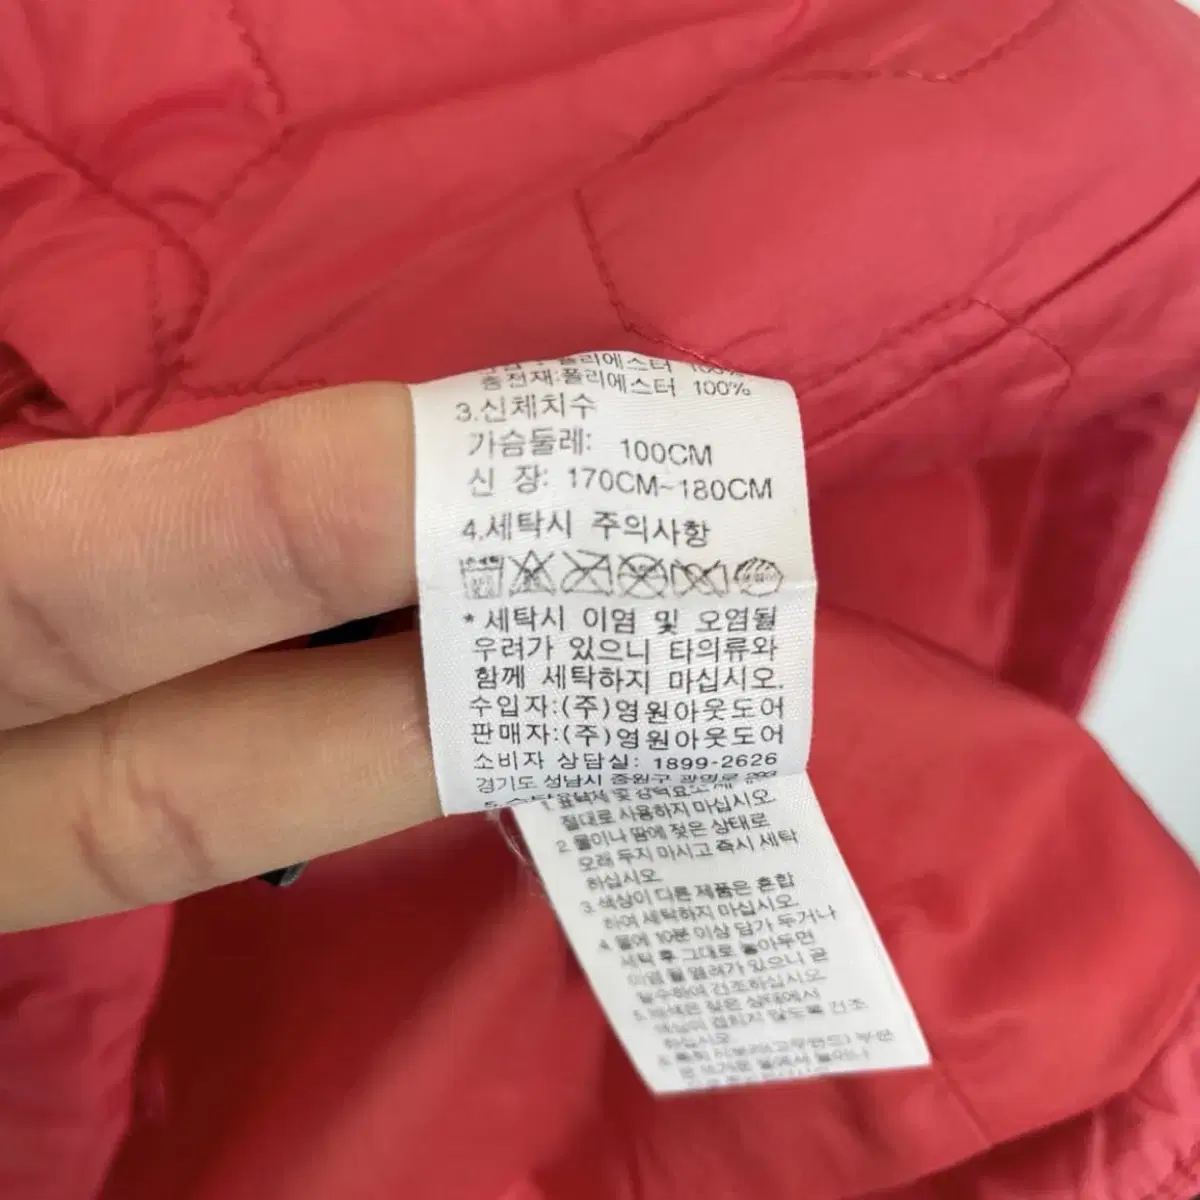 폴리에스터 100%
충전재:폴리에스터 100%
3.신체치수
가슴둘레: 100CM
신 장: 170CM~180CM
4.세탁시 주의사항
* 세탁시 이염 및 오염될
우려가 있으니 타의류와
함께 세탁하지 마십시오.
수입자:(주)영원아웃도어
판매자:(주)영원아웃도어
소비자 상담실: 1899-2626
경기도 성남시 중원구
절대로 사용하지 마십시오.
2. 물이나 땀에 젖은 상태로
오래 두지 마시고 즉시 세탁
하십시오.
3. 색상이 다른 제품은 혼합
하여 세탁하지 마십시오.
4. 물에 10분 이상 담가 두거나
세탁 후 그대로 놓아두면
이염 될 염려가 있으니 곧
탈수하여 건조하십시오.
하십시오.